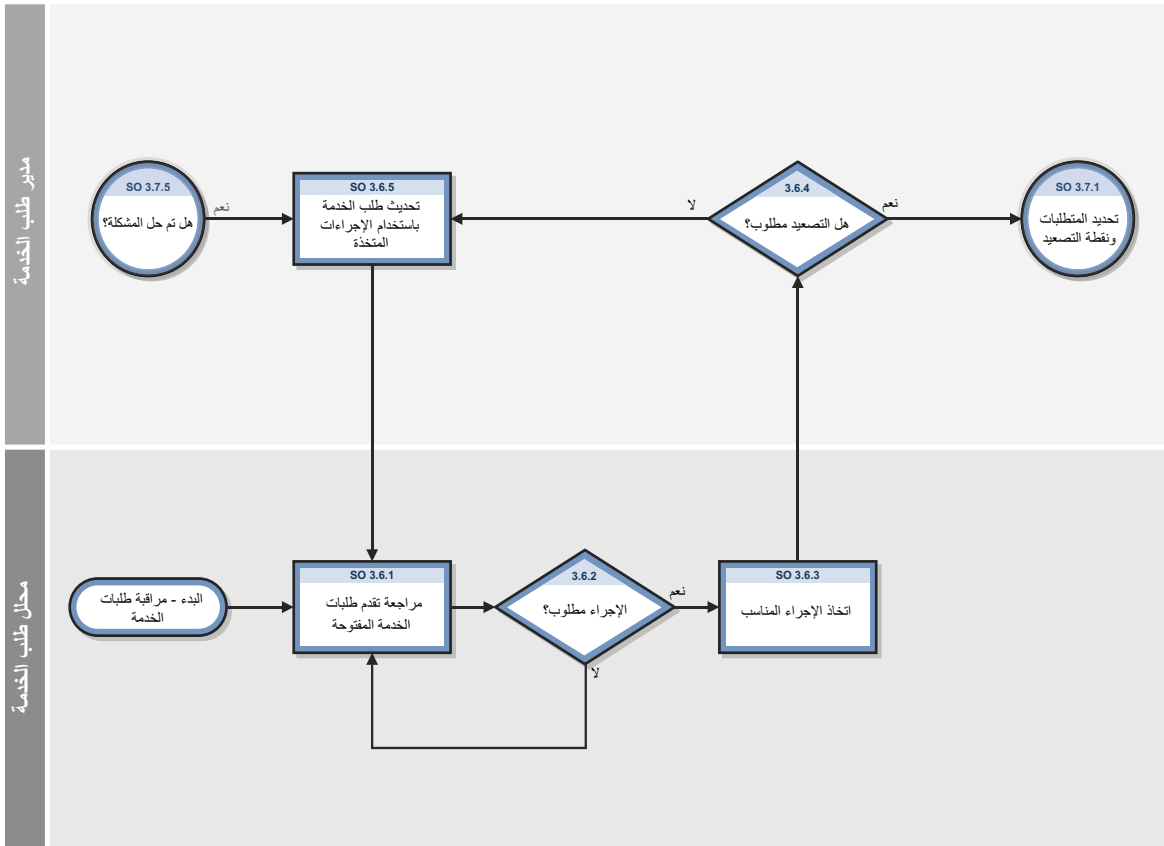 مدير طلب الخدمة
SO 3.7.5
هل تم حل المشكلة؟
نعم
SO 3.6.5
تحديث طلب الخدمة
باستخدام الإجراءات
المتخذة
لا
3.6.4
هل التصعيد مطلوب؟
نعم
SO 3.7.1
تحديد المتطلبات
ونقطة التصعيد
محلل طلب الخدمة
البدء - مراقبة طلبات
الخدمة
SO 3.6.1
مراجعة تقدم طلبات
الخدمة المفتوحة
3.6.2
الإجراء مطلوب؟
نعم
لا
SO 3.6.3
اتخاذ الإجراء المناسب